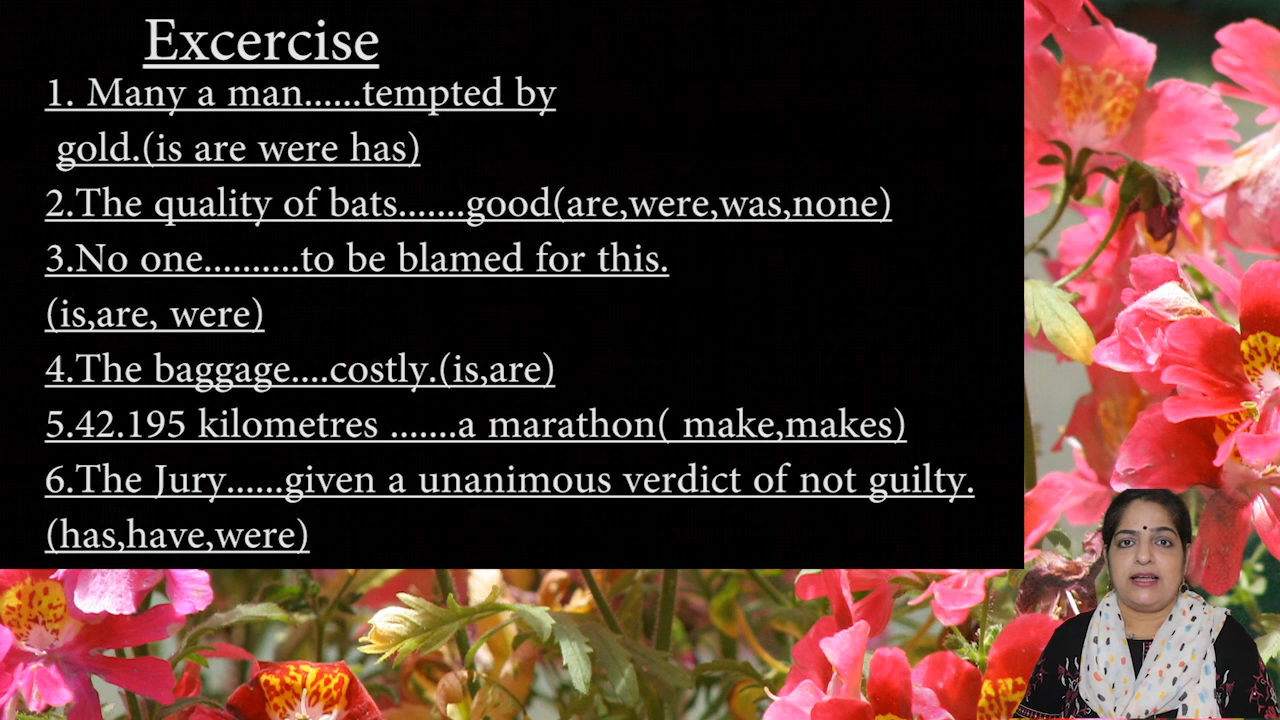 Excercise
1. Many a man......tempted by
gold.(is are were has)
2.The quality of bats.......good(are,were,was,none)
3.No one..........to be blamed for this.
(is,are, were)
4.The baggage....costly.(is,are)
5.42.195 kilometres .......a marathon( make,makes)
6.The Jury......given a unanimous verdict of not guilty.
(has,have,were)